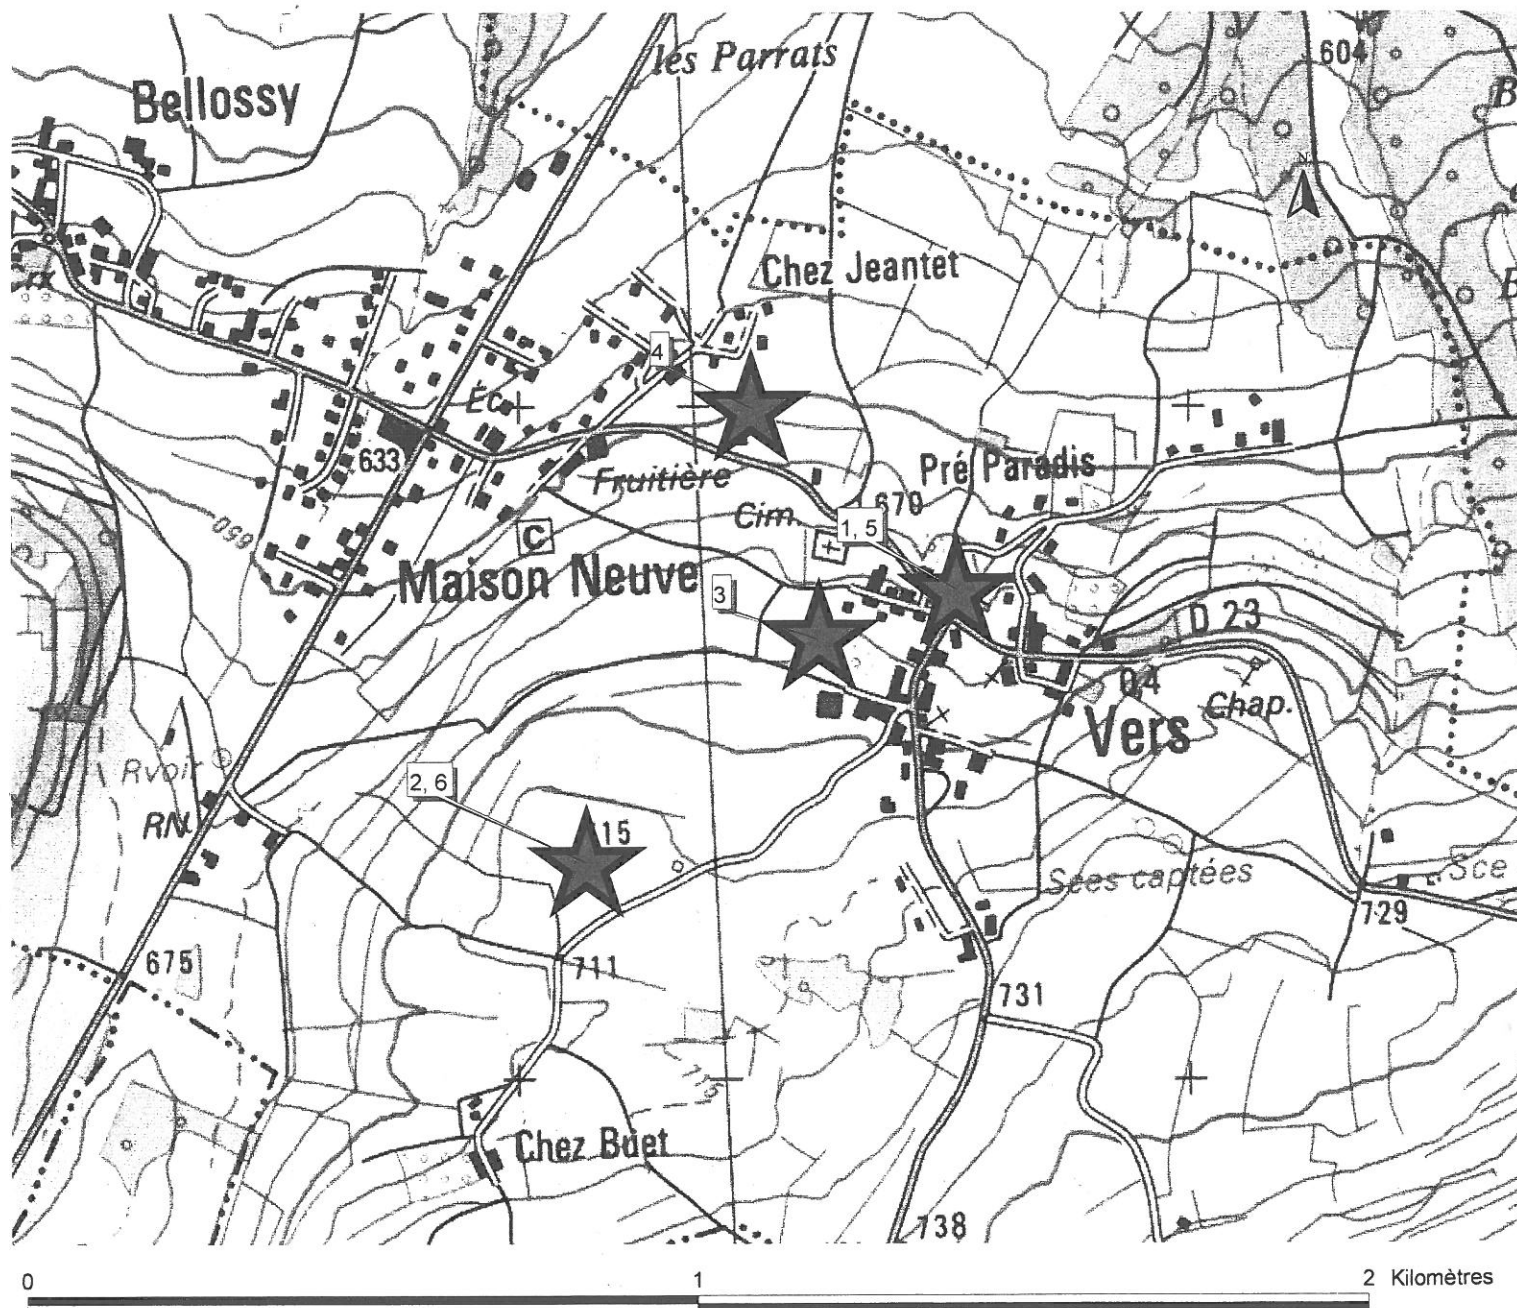 604
les Parrats
Bellossy
B
Chez Jeantet
B
4
Éc.
633
Fruitière
Pré Paradis
670
Cim.
1, 5
650
C
Maison Neuve
3
D 23
Chap.
Vers
Rvoir
2, 6
RN
15
Sces captées
Sce
729
675
711
731
Chez Buet
738
0 1 2 Kilomètres